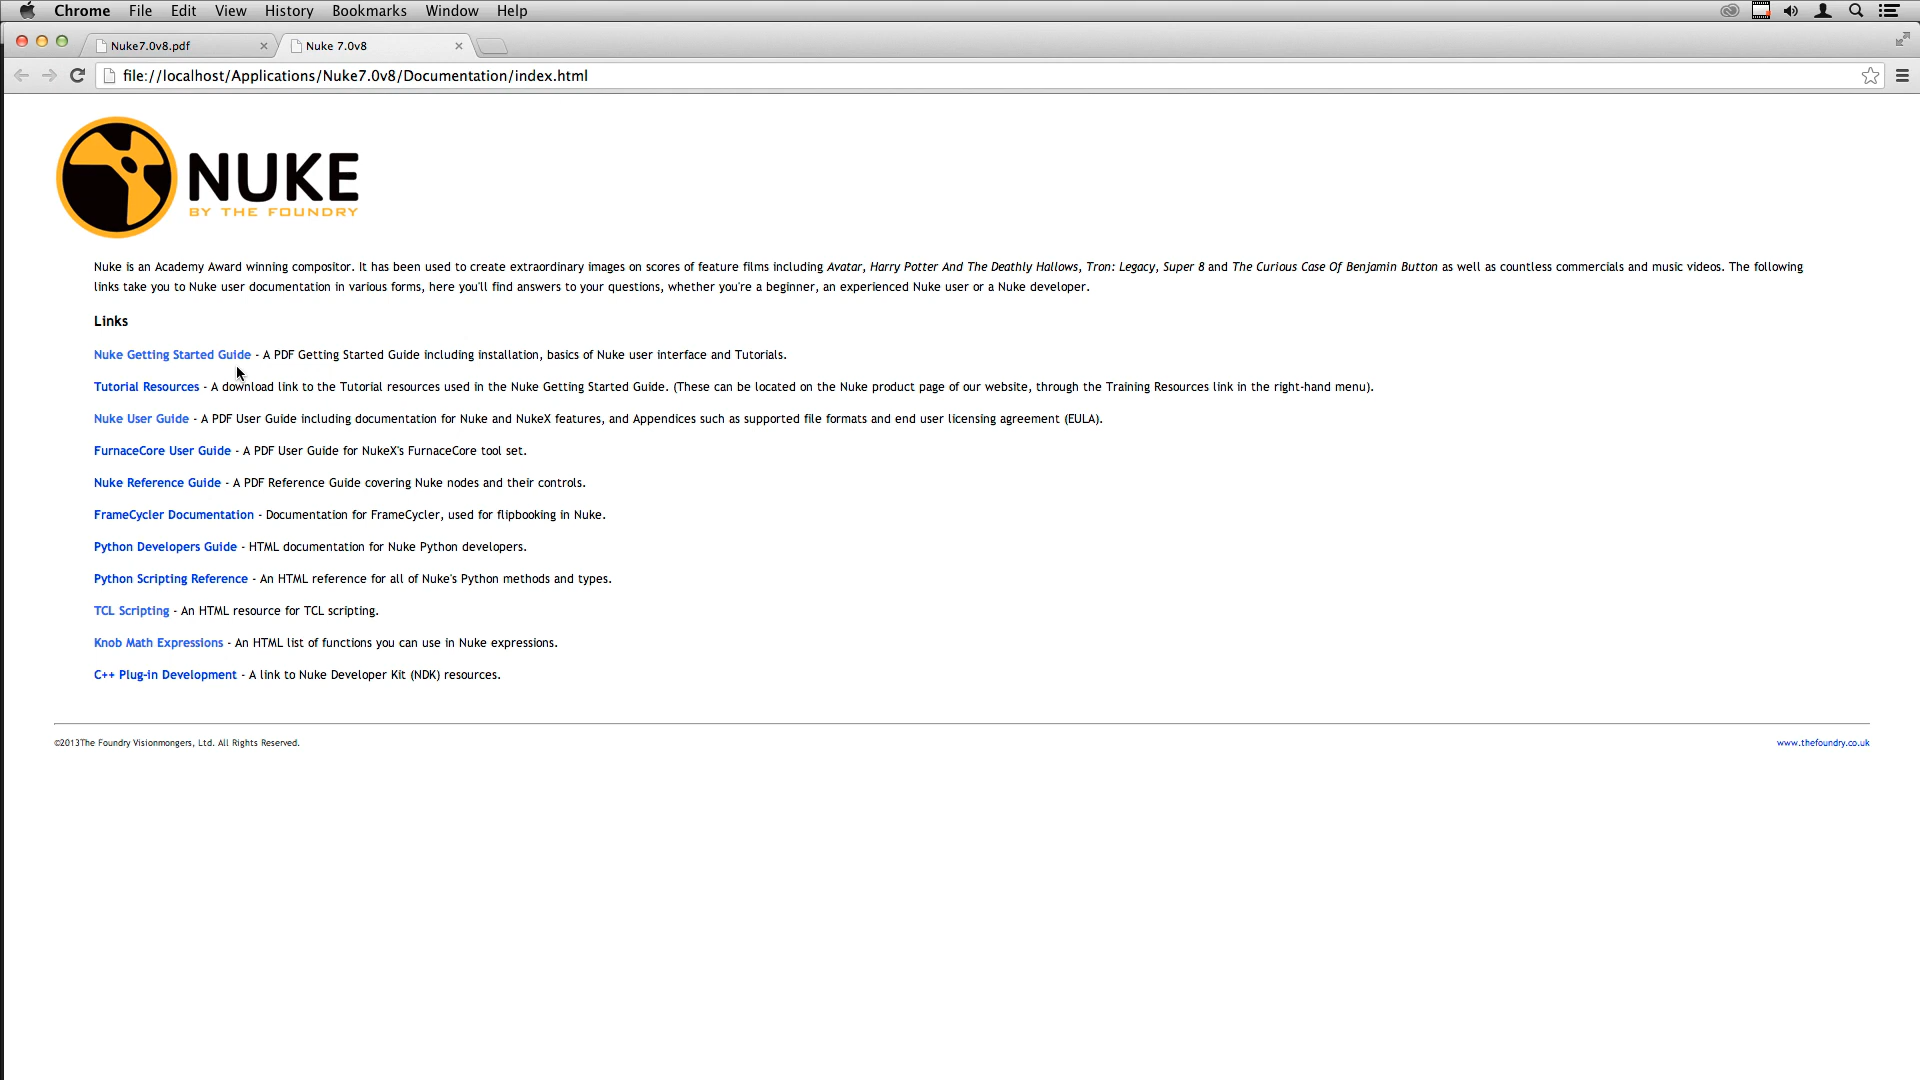 Chrome File Edit View History Bookmarks Window Help
Nuke7.0v8.pdf Nuke 7.0v8
file://localhost/Applications/Nuke7.0v8/Documentation/index.html
NUKE
BY THE FOUNDRY
Nuke is an Academy Award winning compositor. It has been used to create extraordinary images on scores of feature films including Avatar, Harry Potter And The Deathly Hallows, Tron: Legacy, Super 8 and The Curious Case Of Benjamin Button as well as countless commercials and music videos. The following
links take you to Nuke user documentation in various forms, here you'll find answers to your questions, whether you're a beginner, an experienced Nuke user or a Nuke developer.
Links
Nuke Getting Started Guide - A PDF Getting Started Guide including installation, basics of Nuke user interface and Tutorials.
Tutorial Resources - A download link to the Tutorial resources used in the Nuke Getting Started Guide. (These can be located on the Nuke product page of our website, through the Training Resources link in the right-hand menu).
Nuke User Guide - A PDF User Guide including documentation for Nuke and NukeX features, and Appendices such as supported file formats and end user licensing agreement (EULA).
FurnaceCore User Guide - A PDF User Guide for NukeX's FurnaceCore tool set.
Nuke Reference Guide - A PDF Reference Guide covering Nuke nodes and their controls.
FrameCycler Documentation - Documentation for FrameCycler, used for flipbooking in Nuke.
Python Developers Guide - HTML documentation for Nuke Python developers.
Python Scripting Reference - An HTML reference for all of Nuke's Python methods and types.
TCL Scripting - An HTML resource for TCL scripting.
Knob Math Expressions - An HTML list of functions you can use in Nuke expressions.
C++ Plug-in Development - A link to Nuke Developer Kit (NDK) resources.
©2013The Foundry Visionmongers, Ltd. All Rights Reserved. www.thefoundry.co.uk